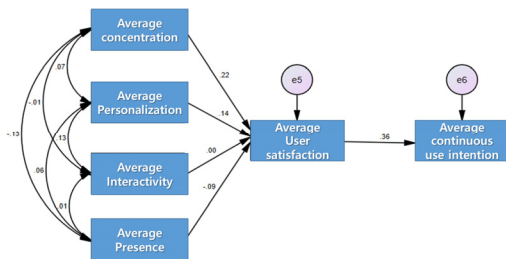 Average
concentration
.07
.22
e5
e6
-.01
Average
Personalization
.14
-.13
.13
Average
User
satisfaction
.36
Average
continuous
use intention
.00
.06
Average
Interactivity
-.09
.01
Average
Presence